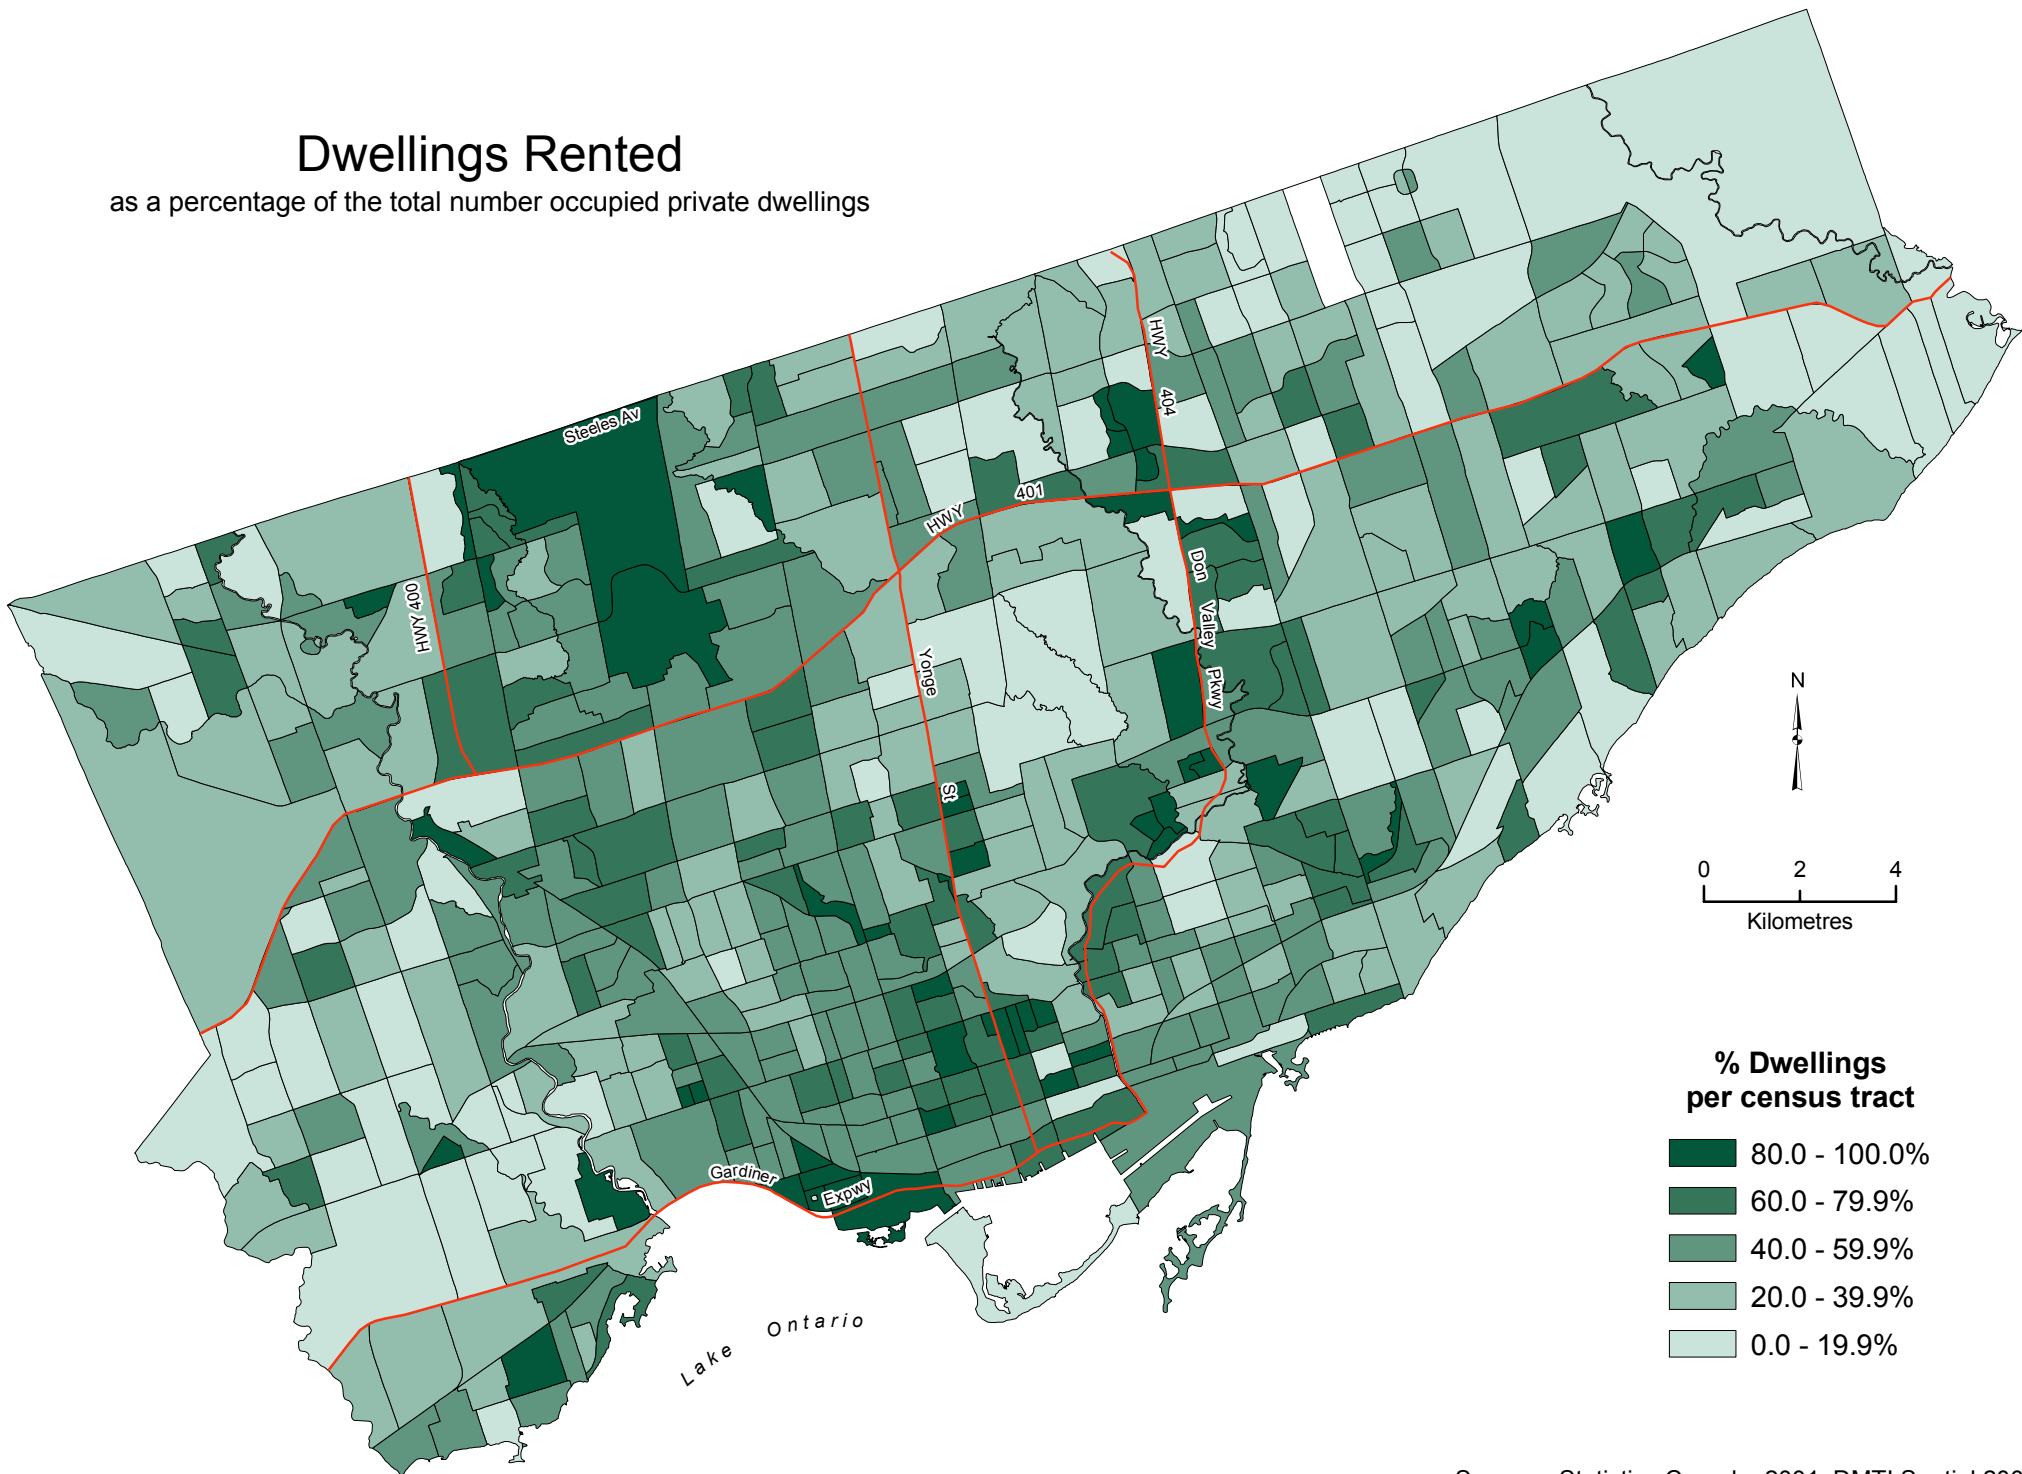 Dwellings Rented
as a percentage of the total number occupied private dwellings
Steeles Av
HWY 400
HWY
404
HWY
401
Don
Valley
Pkwy
Yonge
St
Gardiner
Expwy
Lake Ontario
N
0 2 4
Kilometres
% Dwellings
per census tract
80.0 - 100.0%
60.0 - 79.9%
40.0 - 59.9%
20.0 - 39.9%
0.0 - 19.9%